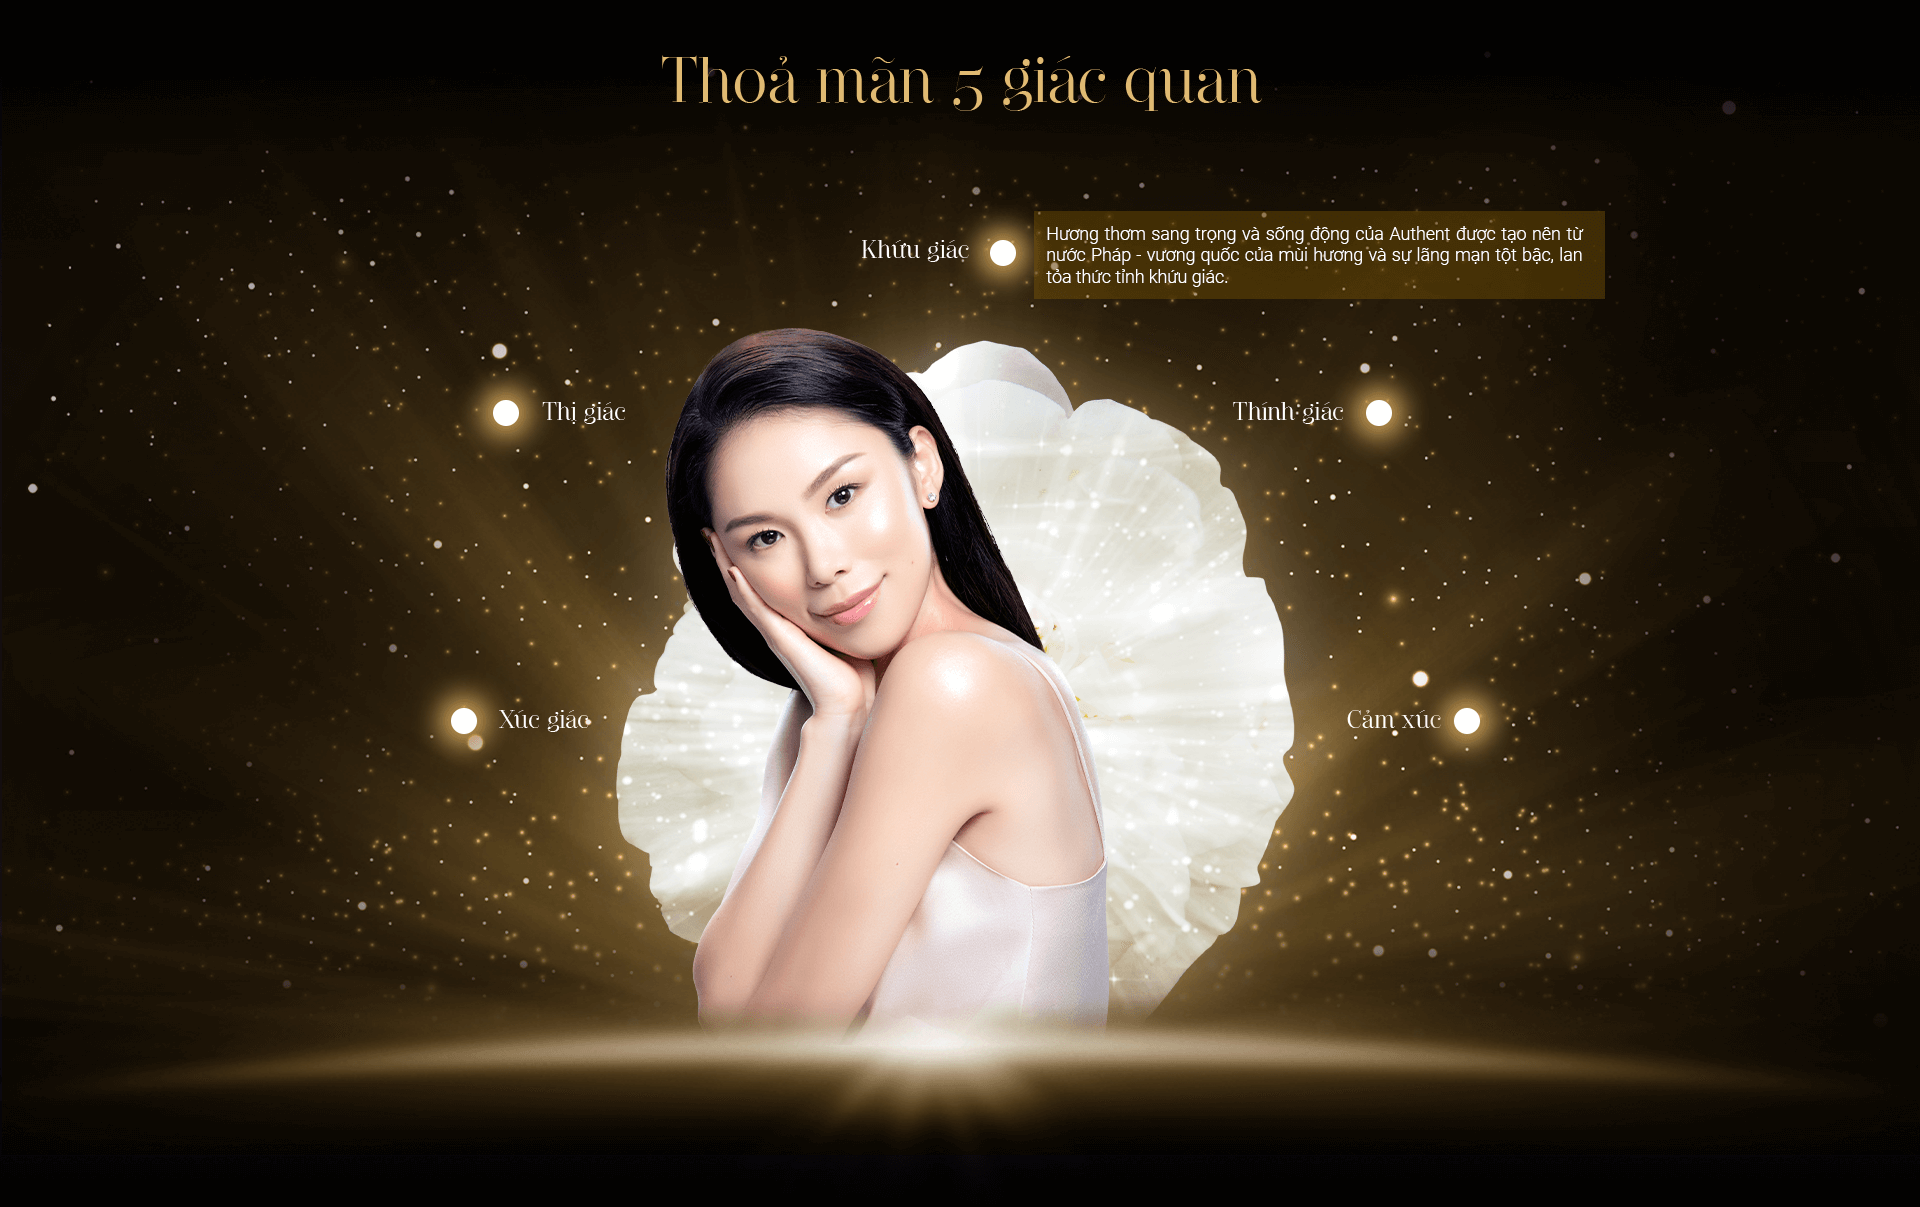 Thoả mãn 5 giác quan
Khứu giác
Hương thơm sang trọng và sống động của Authent được tạo nên từ
nước Pháp - vương quốc của mùi hương và sự lãng mạn tột bậc, lan
tỏa thức tỉnh khứu giác.
Thị giác
Thính giác
Xúc giác
Cảm xúc